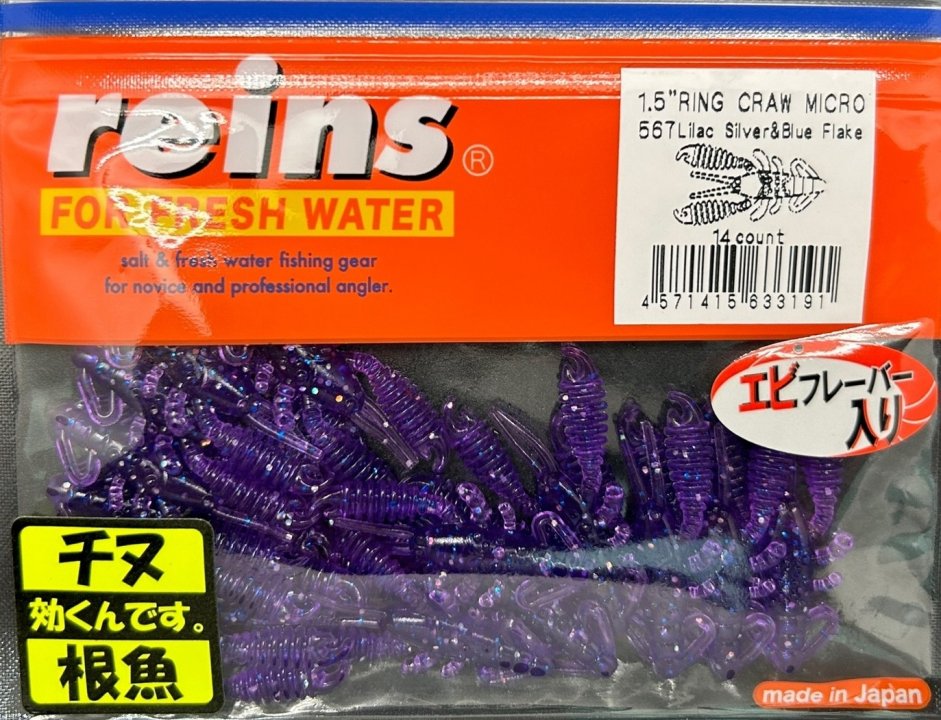 reins®
FOR FRESH WATER
salt & fresh water fishing gear
for novice and professional angler.
1.5"RING CRAW MICRO
567Lilac Silver&Blue Flake
14 count
4 571415 633191
エビフレーバー
入り
チヌ
効くんです。
根魚
made in Japan